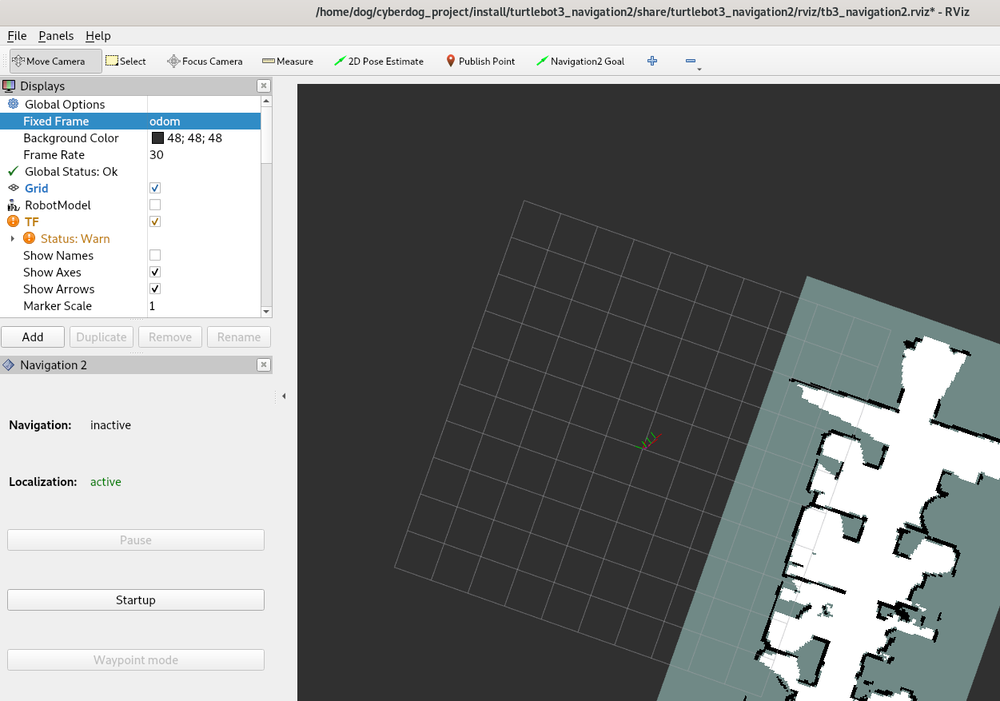 /home/dog/cyberdog_project/install/turtlebot3_navigation2/share/turtlebot3_navigation2/rviz/tb3_navigation2.rviz* - RViz
File Panels Help
Move Camera Select Focus Camera Measure 2D Pose Estimate Publish Point Navigation2 Goal
Displays
Global Options
Fixed Frame odom
Background Color 48; 48; 48
Frame Rate 30
Global Status: Ok
Grid
RobotModel
TF
Status: Warn
Show Names
Show Axes
Show Arrows
Marker Scale 1
Add Duplicate Remove Rename
Navigation 2
Navigation: inactive
Localization: active
Pause
Startup
Waypoint mode